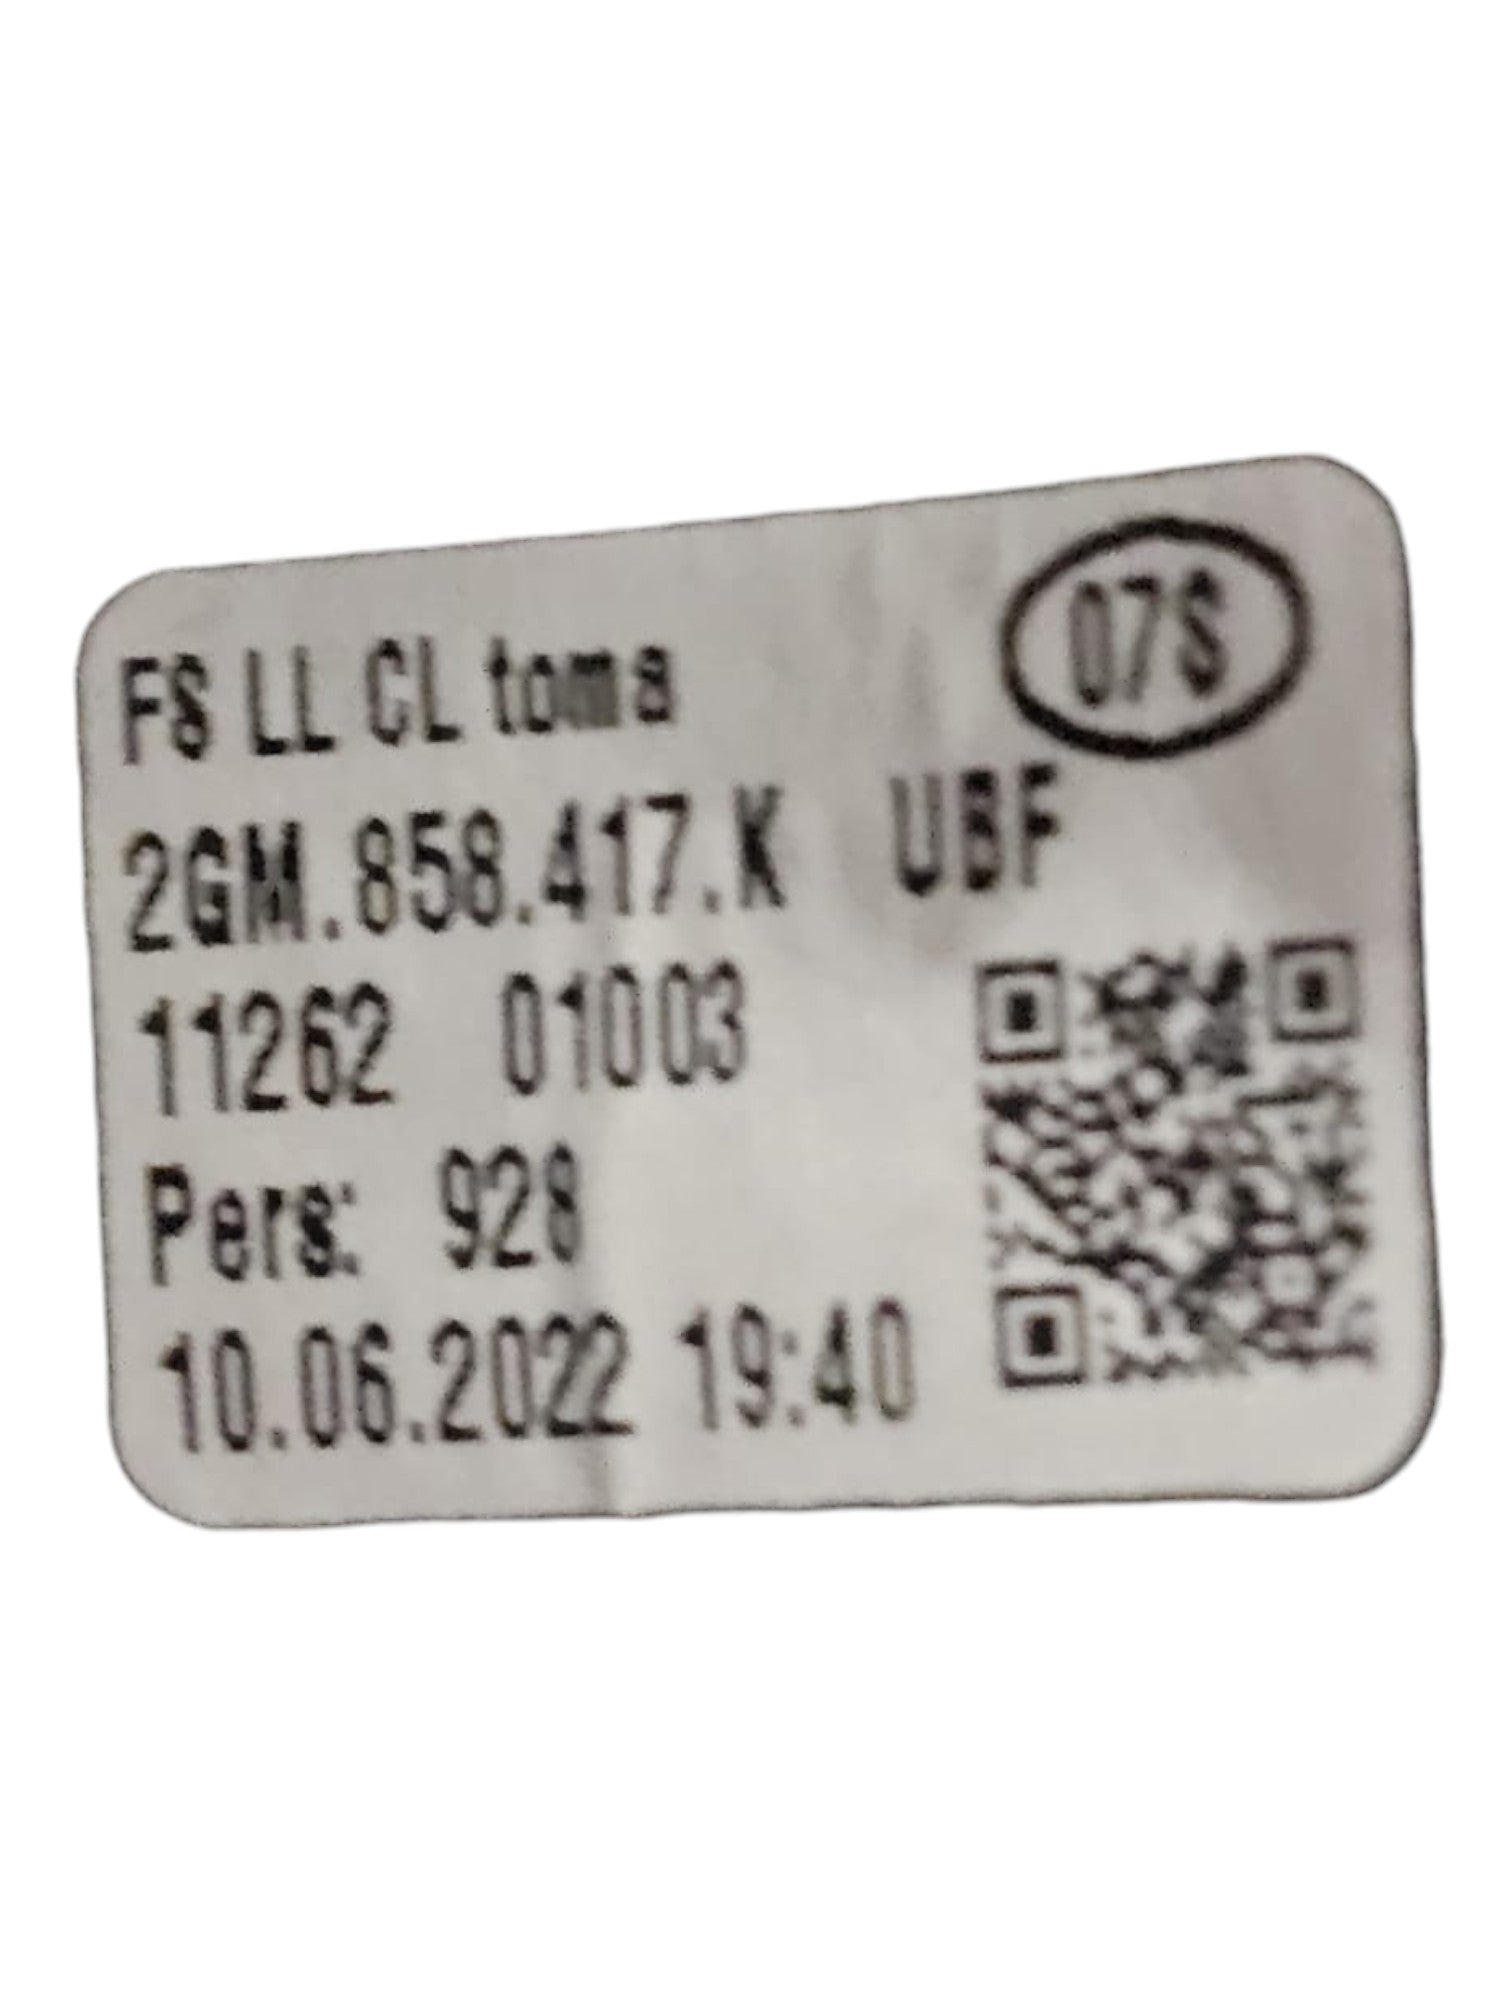 07S
FS LL CL toma
2GM.858.417.K UBF
11262 01003
Pers: 928
10.06.2022 19:40